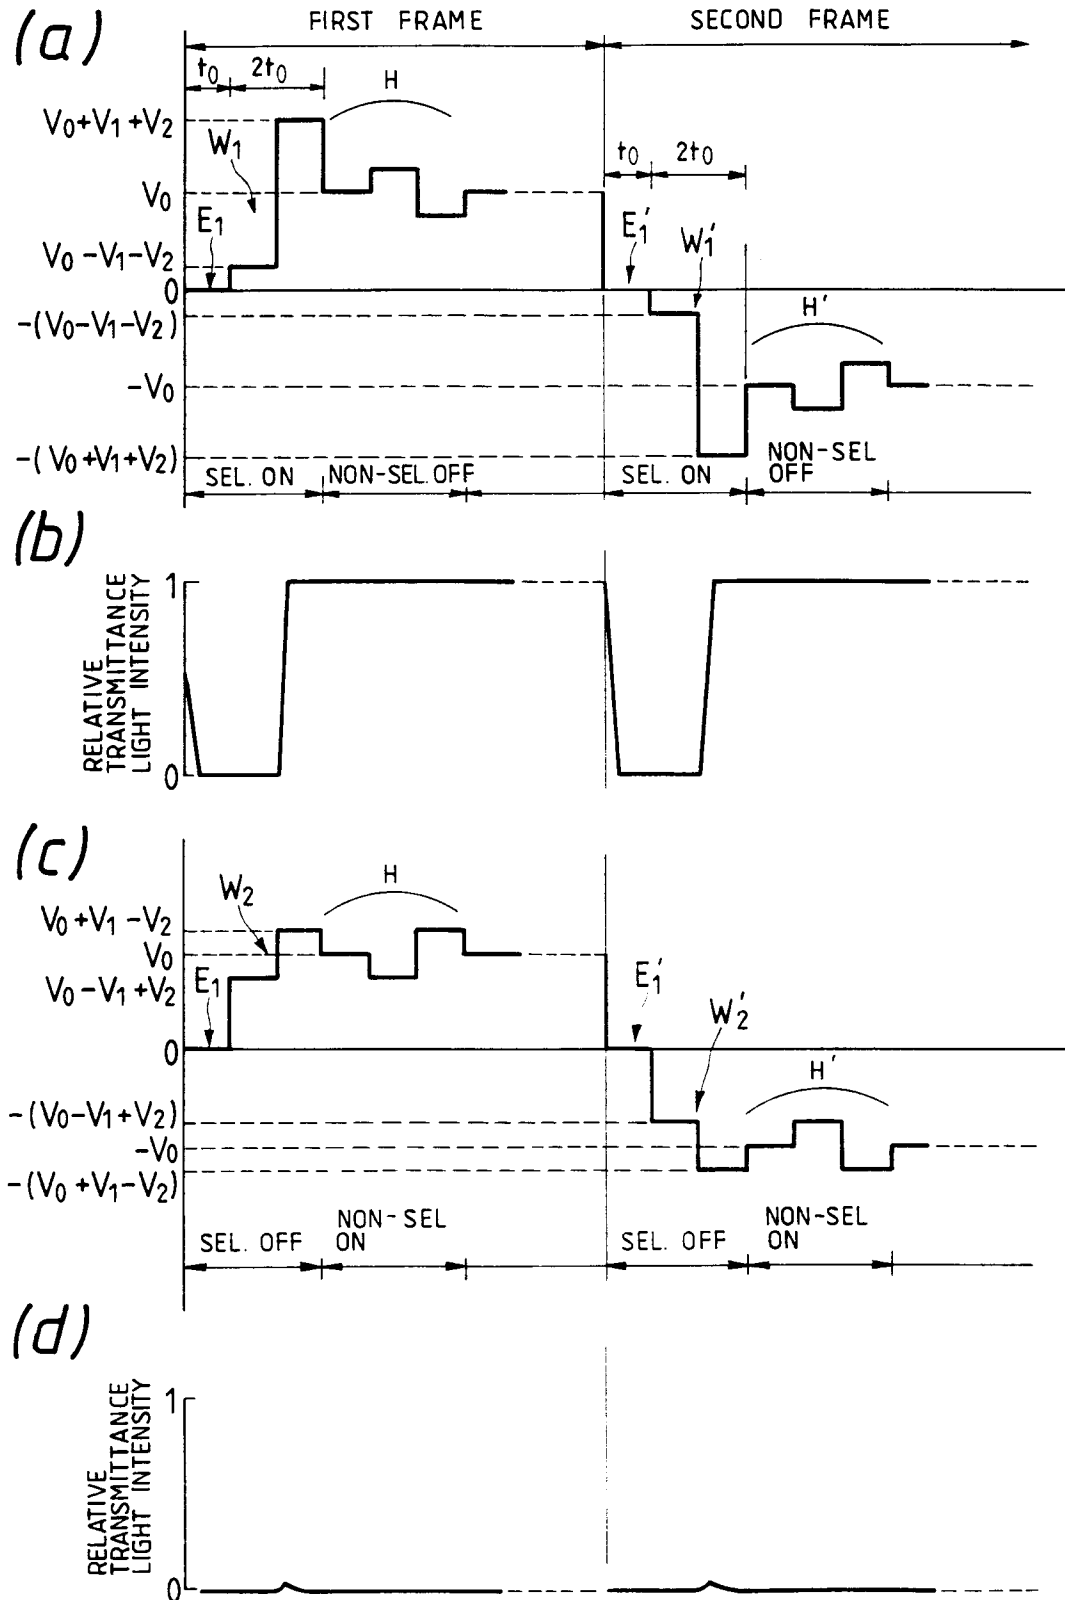 (a)
FIRST FRAME
SECOND FRAME
t0
2t0
H
V0+V1+V2
W1
t0
2t0
V0
E1
E1′
W1′
V0-V1-V2
0
H′
-(V0-V1-V2)
-V0
-(V0+V1+V2)
SEL. ON
NON-SEL. OFF
SEL. ON
NON-SEL
OFF
(b)
RELATIVE
TRANSMITTANCE
LIGHT INTENSITY
1
0
(c)
W2
H
V0+V1-V2
V0
V0-V1+V2
E1
E1′
W2′
0
H′
-(V0-V1+V2)
-V0
-(V0+V1-V2)
SEL. OFF
NON-SEL
ON
SEL. OFF
NON-SEL
ON
(d)
RELATIVE
TRANSMITTANCE
LIGHT INTENSITY
1
0